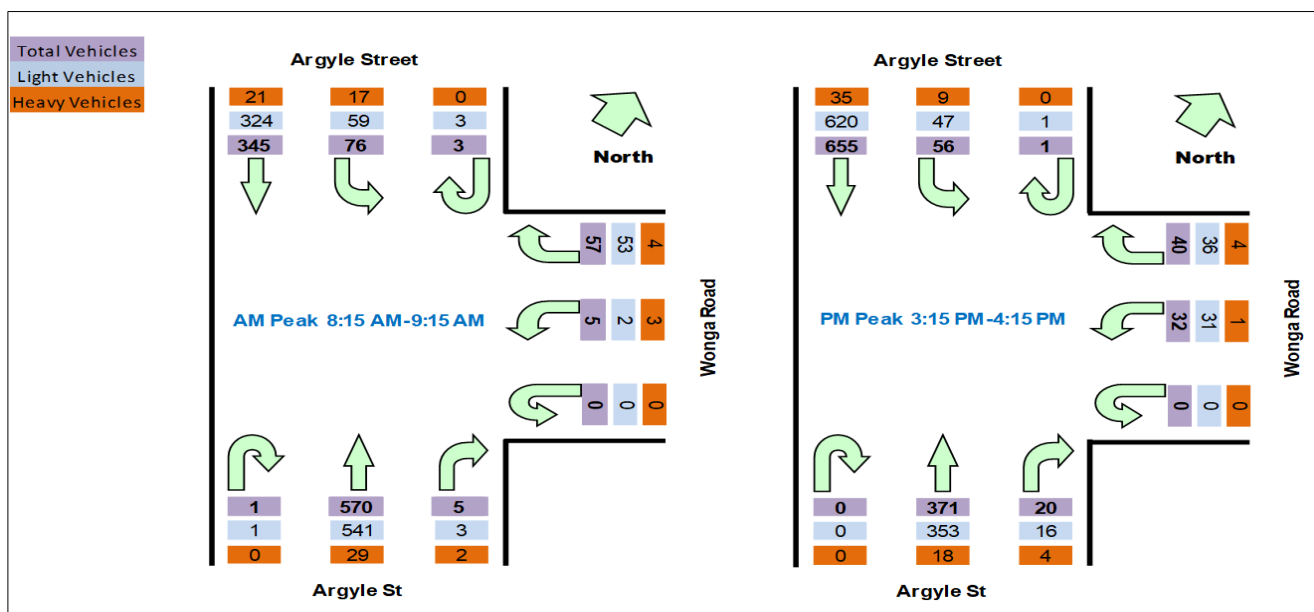 Total Vehicles
Light Vehicles
Heavy Vehicles
Argyle Street
21 17 0
324 59 3
345 76 3
North
57 53 4
AM Peak 8:15 AM-9:15 AM
5 2 3
Wonga Road
0 0 0
1 570 5
1 541 3
0 29 2
Argyle St
Argyle Street
35 9 0
620 47 1
655 56 1
North
40 36 4
PM Peak 3:15 PM-4:15 PM
32 31 1
Wonga Road
0 0 0
0 371 20
0 353 16
0 18 4
Argyle St